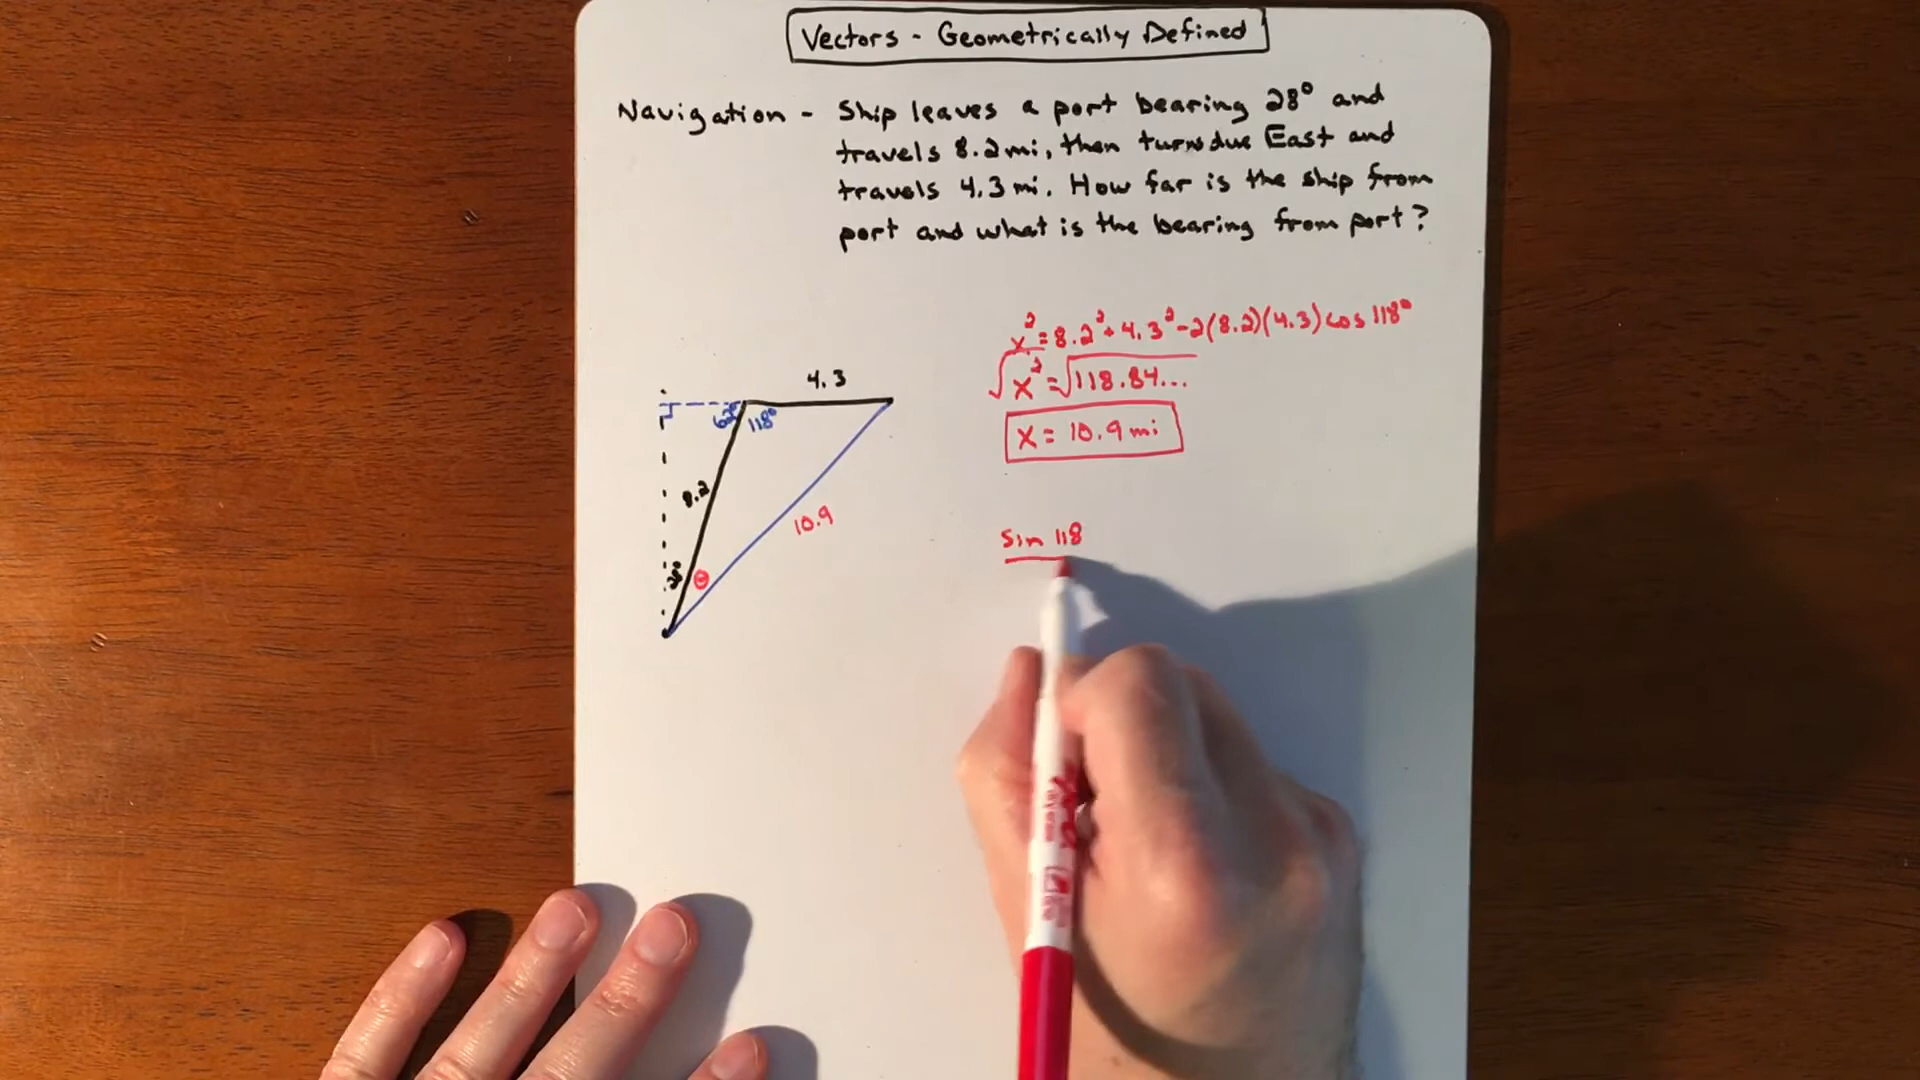 Vectors - Geometrically Defined
Navigation - Ship leaves a port bearing 28° and
travels 8.2 mi, then turns due East and
travels 4.3 mi. How far is the ship from
port and what is the bearing from port?
x² = 8.2² + 4.3² - 2(8.2)(4.3) cos 118°
√x² = √118.84...
x = 10.9 mi
4.3
62° 118°
8.2
10.9
28° θ
sin 118